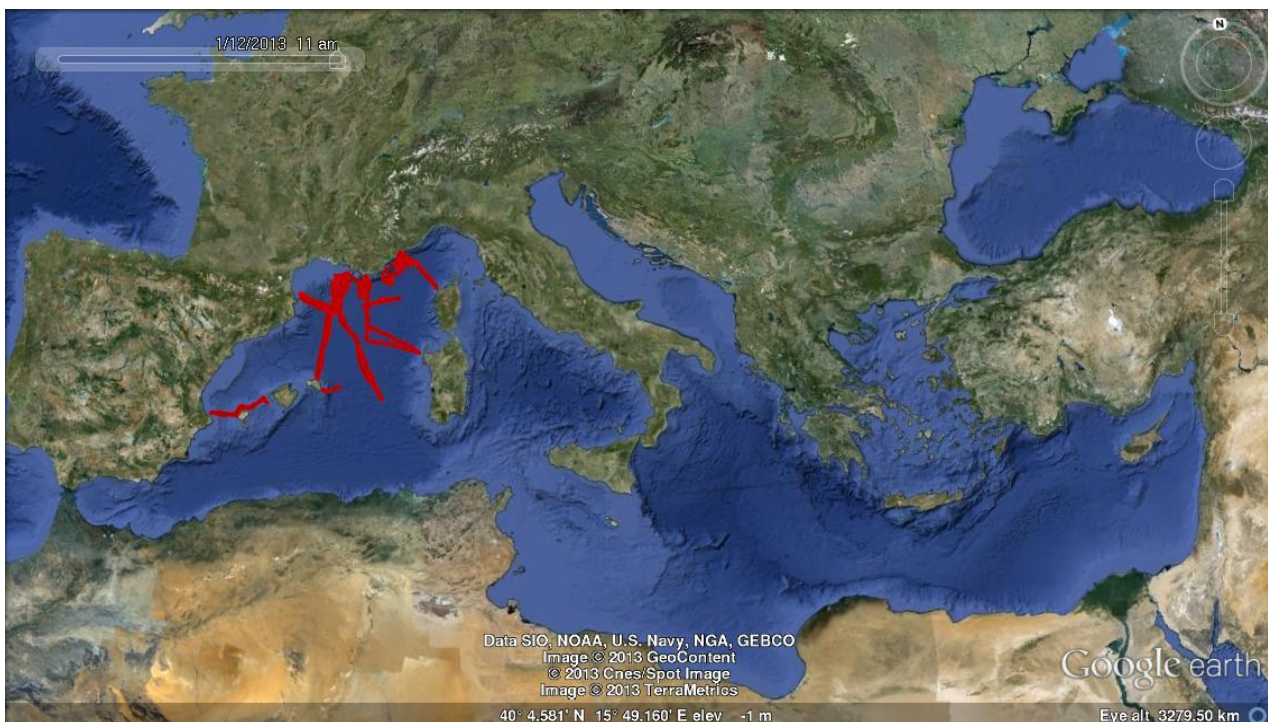 1/12/2013 11 am
N
Data SIO, NOAA, U.S. Navy, NGA, GEBCO
Image © 2013 GeoContent
© 2013 Cnes/Spot Image
Image © 2013 TerraMetrics
Google earth
40° 4.581' N 15° 49.160' E elev -1 m
Eye alt 3279.50 km